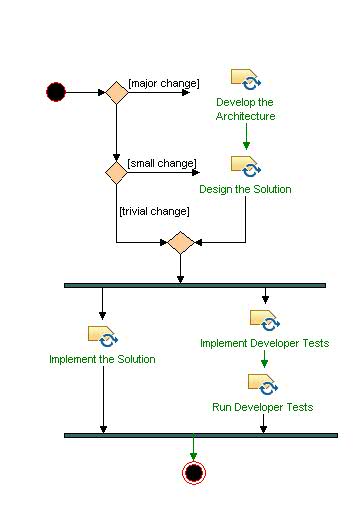 [major change]
Develop the
Architecture
[small change]
Design the Solution
[trivial change]
Implement the Solution
Implement Developer Tests
Run Developer Tests